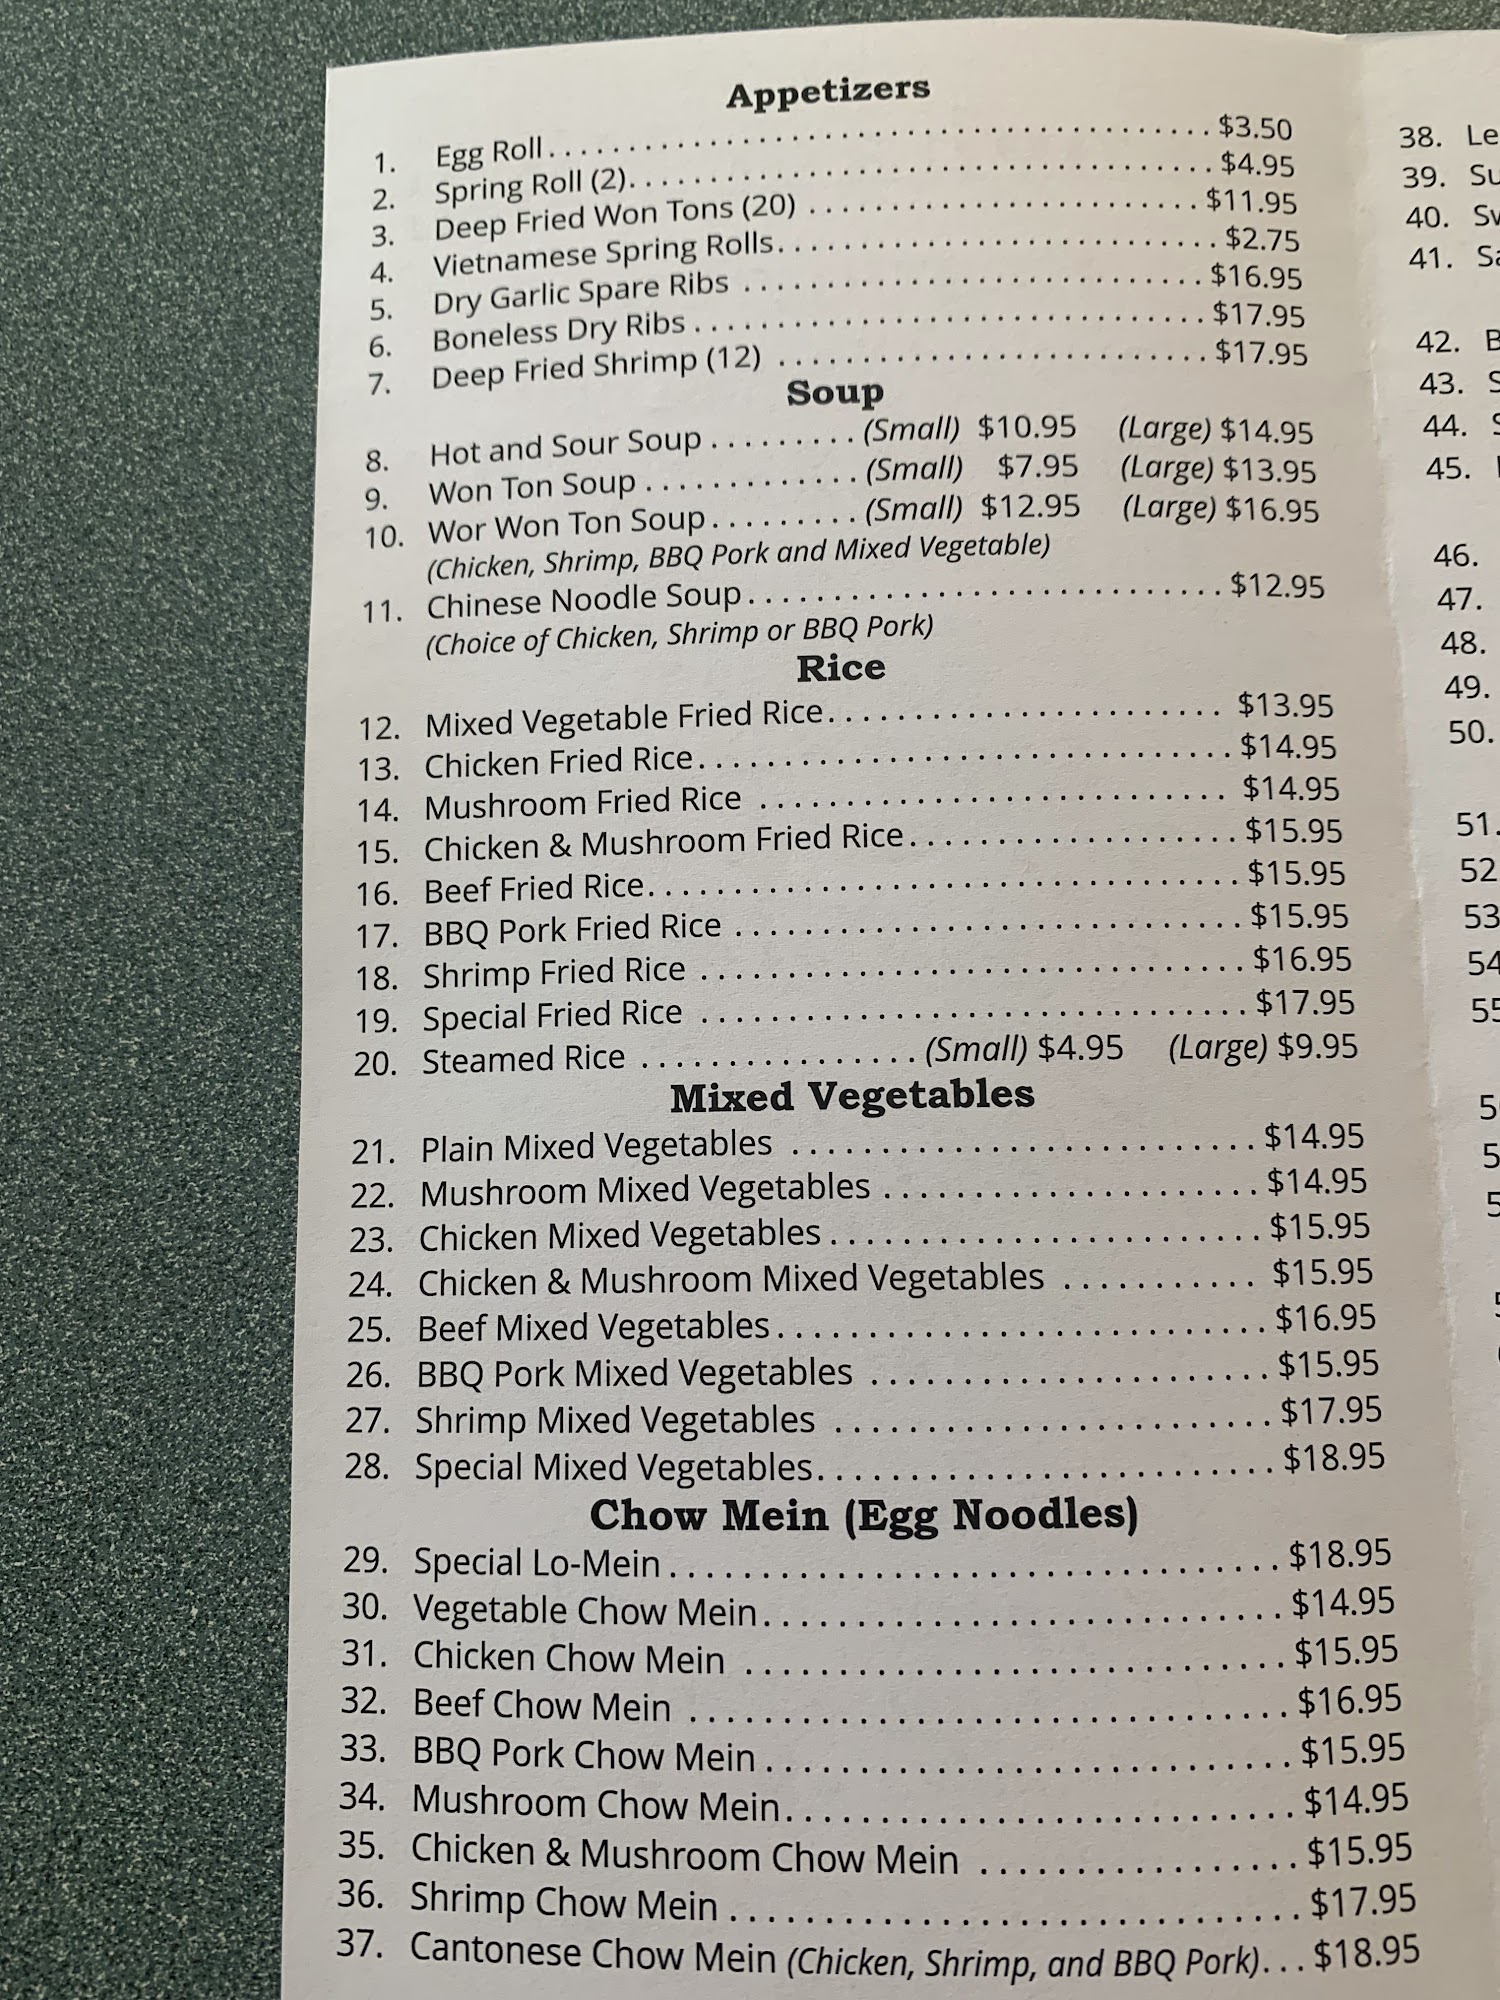 Appetizers
1. Egg Roll . . . . . . . . . . . . . . . . . . . . . . . . . . . . . . . . . . . . . $3.50
2. Spring Roll (2). . . . . . . . . . . . . . . . . . . . . . . . . . . . . . . . $4.95
3. Deep Fried Won Tons (20) . . . . . . . . . . . . . . . . . . . . . $11.95
4. Vietnamese Spring Rolls. . . . . . . . . . . . . . . . . . . . . . . . $2.75
5. Dry Garlic Spare Ribs . . . . . . . . . . . . . . . . . . . . . . . . . $16.95
6. Boneless Dry Ribs . . . . . . . . . . . . . . . . . . . . . . . . . . . . $17.95
7. Deep Fried Shrimp (12) . . . . . . . . . . . . . . . . . . . . . . . $17.95
Soup
8. Hot and Sour Soup . . . . . . . . . (Small) $10.95 (Large) $14.95
9. Won Ton Soup . . . . . . . . . . . . . (Small) $7.95 (Large) $13.95
10. Wor Won Ton Soup. . . . . . . . . (Small) $12.95 (Large) $16.95
(Chicken, Shrimp, BBQ Pork and Mixed Vegetable)
11. Chinese Noodle Soup. . . . . . . . . . . . . . . . . . . . . . . . . . $12.95
(Choice of Chicken, Shrimp or BBQ Pork)
Rice
12. Mixed Vegetable Fried Rice. . . . . . . . . . . . . . . . . . . . . $13.95
13. Chicken Fried Rice. . . . . . . . . . . . . . . . . . . . . . . . . . . . $14.95
14. Mushroom Fried Rice . . . . . . . . . . . . . . . . . . . . . . . . . $14.95
15. Chicken & Mushroom Fried Rice. . . . . . . . . . . . . . . . . $15.95
16. Beef Fried Rice. . . . . . . . . . . . . . . . . . . . . . . . . . . . . . . $15.95
17. BBQ Pork Fried Rice . . . . . . . . . . . . . . . . . . . . . . . . . . $15.95
18. Shrimp Fried Rice . . . . . . . . . . . . . . . . . . . . . . . . . . . . $16.95
19. Special Fried Rice . . . . . . . . . . . . . . . . . . . . . . . . . . . . $17.95
20. Steamed Rice . . . . . . . . . . . . . . . (Small) $4.95 (Large) $9.95
Mixed Vegetables
21. Plain Mixed Vegetables . . . . . . . . . . . . . . . . . . . . . . . . $14.95
22. Mushroom Mixed Vegetables . . . . . . . . . . . . . . . . . . . $14.95
23. Chicken Mixed Vegetables . . . . . . . . . . . . . . . . . . . . . . $15.95
24. Chicken & Mushroom Mixed Vegetables . . . . . . . . . . $15.95
25. Beef Mixed Vegetables. . . . . . . . . . . . . . . . . . . . . . . . . $16.95
26. BBQ Pork Mixed Vegetables . . . . . . . . . . . . . . . . . . . . $15.95
27. Shrimp Mixed Vegetables . . . . . . . . . . . . . . . . . . . . . . $17.95
28. Special Mixed Vegetables. . . . . . . . . . . . . . . . . . . . . . . $18.95
Chow Mein (Egg Noodles)
29. Special Lo-Mein . . . . . . . . . . . . . . . . . . . . . . . . . . . . . . $18.95
30. Vegetable Chow Mein. . . . . . . . . . . . . . . . . . . . . . . . . $14.95
31. Chicken Chow Mein . . . . . . . . . . . . . . . . . . . . . . . . . . $15.95
32. Beef Chow Mein . . . . . . . . . . . . . . . . . . . . . . . . . . . . . $16.95
33. BBQ Pork Chow Mein . . . . . . . . . . . . . . . . . . . . . . . . . $15.95
34. Mushroom Chow Mein. . . . . . . . . . . . . . . . . . . . . . . . $14.95
35. Chicken & Mushroom Chow Mein . . . . . . . . . . . . . . . $15.95
36. Shrimp Chow Mein . . . . . . . . . . . . . . . . . . . . . . . . . . . $17.95
37. Cantonese Chow Mein (Chicken, Shrimp, and BBQ Pork). . . $18.95
38.
39.
40.
41.
42.
43.
44.
45.
46.
47.
48.
49.
50.
51.
52
53
54
55